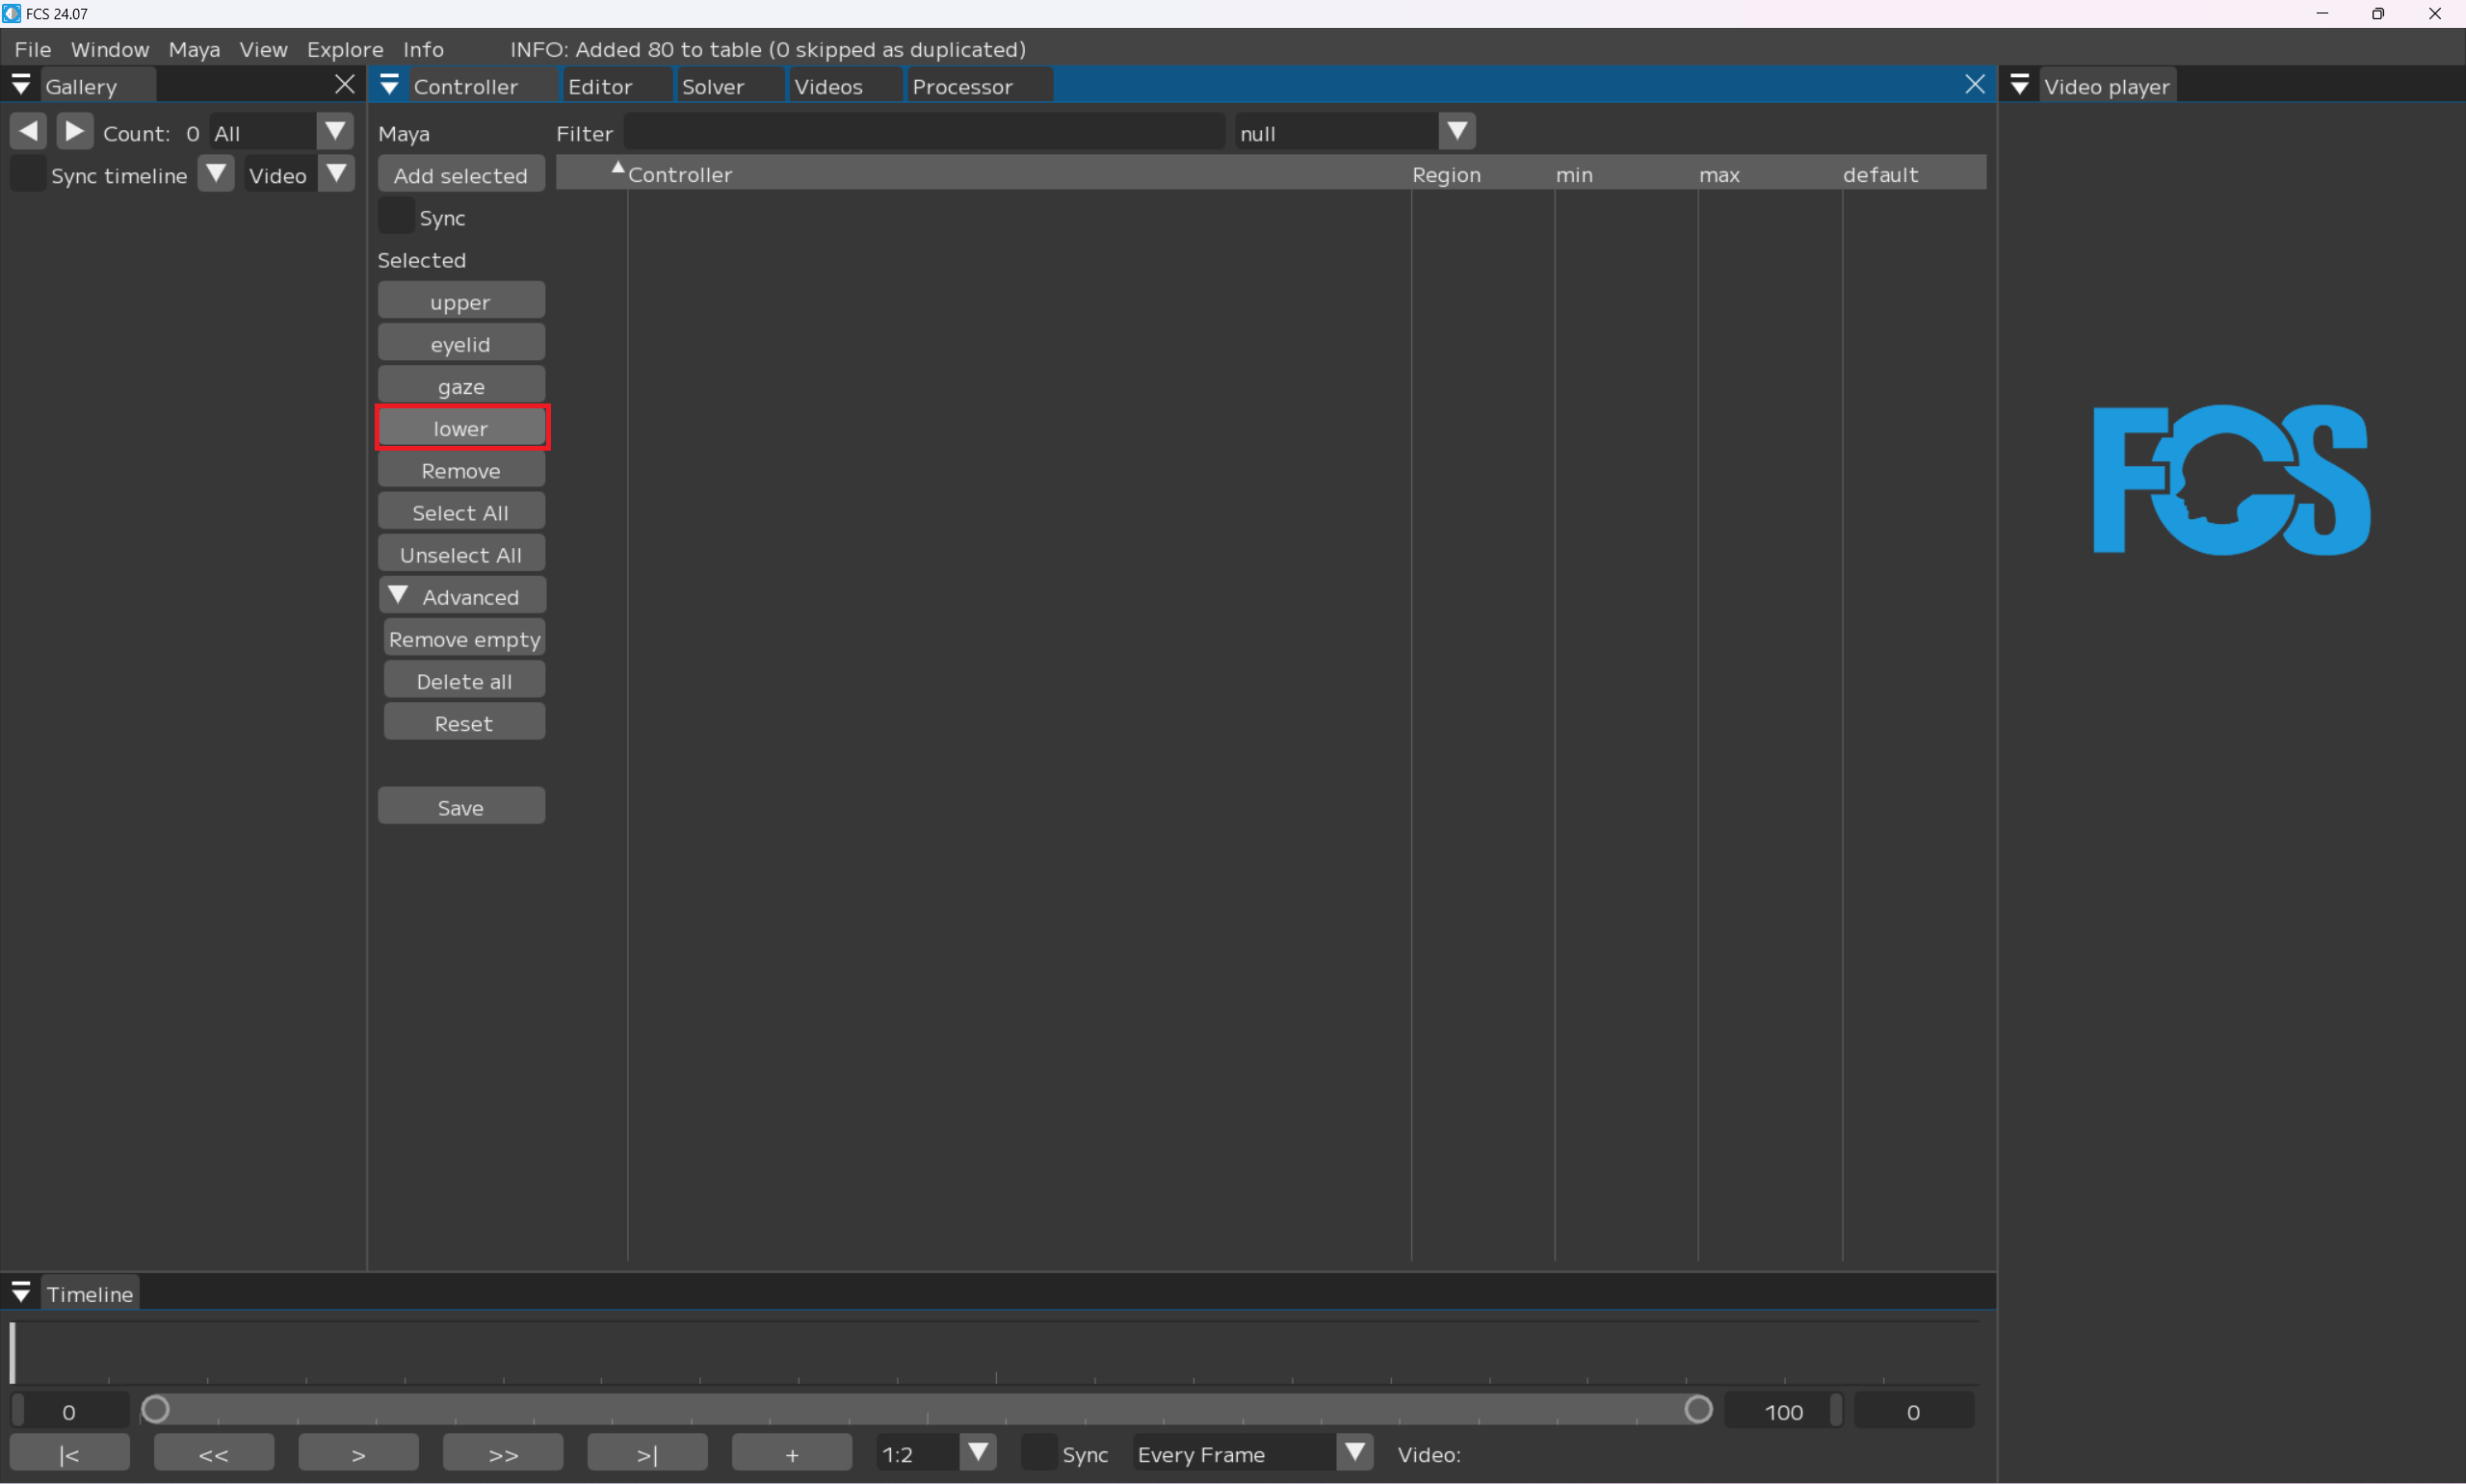 FCS 24.07
File Window Maya View Explore Info INFO: Added 80 to table (0 skipped as duplicated)
Gallery
Controller Editor Solver Videos Processor
Video player
Count: 0 All
Sync timeline Video
Maya
Filter null
Add selected
Controller Region min max default
Sync
Selected
upper
eyelid
gaze
lower
Remove
Select All
Unselect All
Advanced
Remove empty
Delete all
Reset
Save
FCS
Timeline
0 100 0
|< << > >> >| + 1:2 Sync Every Frame Video: